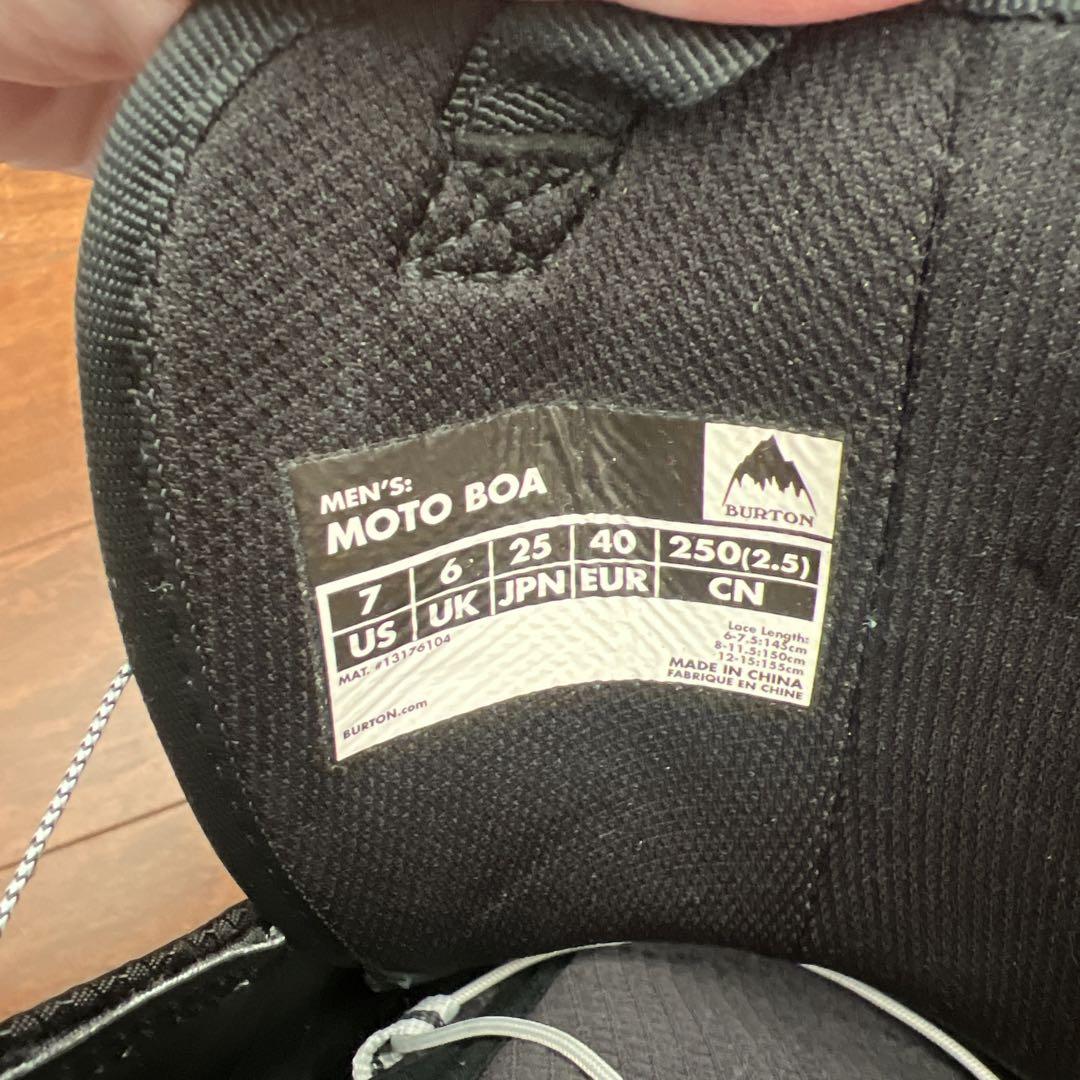 MEN'S:
MOTO BOA
BURTON
7 6 25 40 250(2.5)
US UK JPN EUR CN
MAT. #13176104
Lace Length:
6-7.5:145cm
8-11.5:150cm
12-15:155cm
MADE IN CHINA
FABRIQUE EN CHINE
BURTON.com